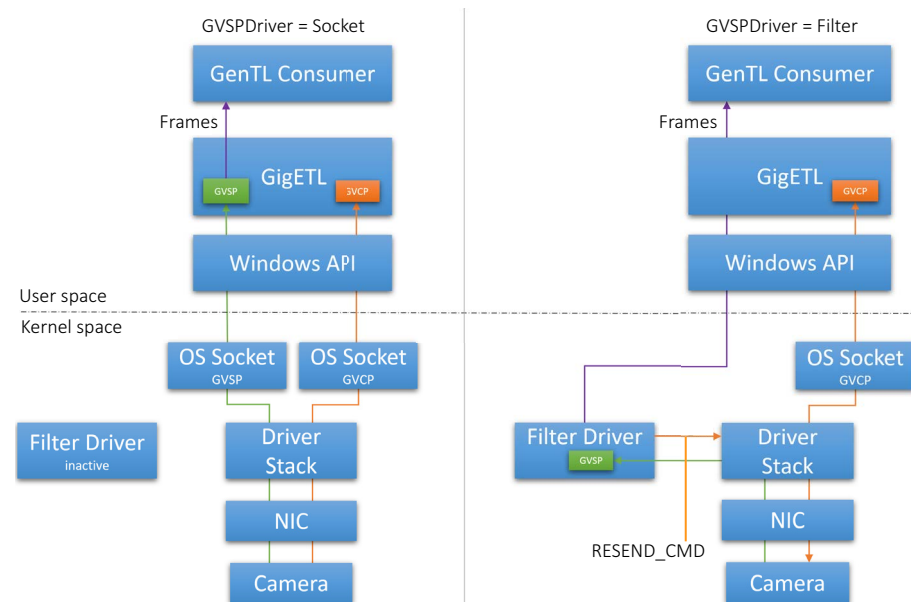 GVSPDriver = Socket
GenTL Consumer
Frames
GigETL
GVSP
GVCP
Windows API
User space
Kernel space
OS Socket
GVSP
OS Socket
GVCP
Filter Driver
inactive
Driver
Stack
NIC
Camera
GVSPDriver = Filter
GenTL Consumer
Frames
GigETL
GVCP
Windows API
OS Socket
GVCP
Filter Driver
GVSP
Driver
Stack
NIC
RESEND_CMD
Camera